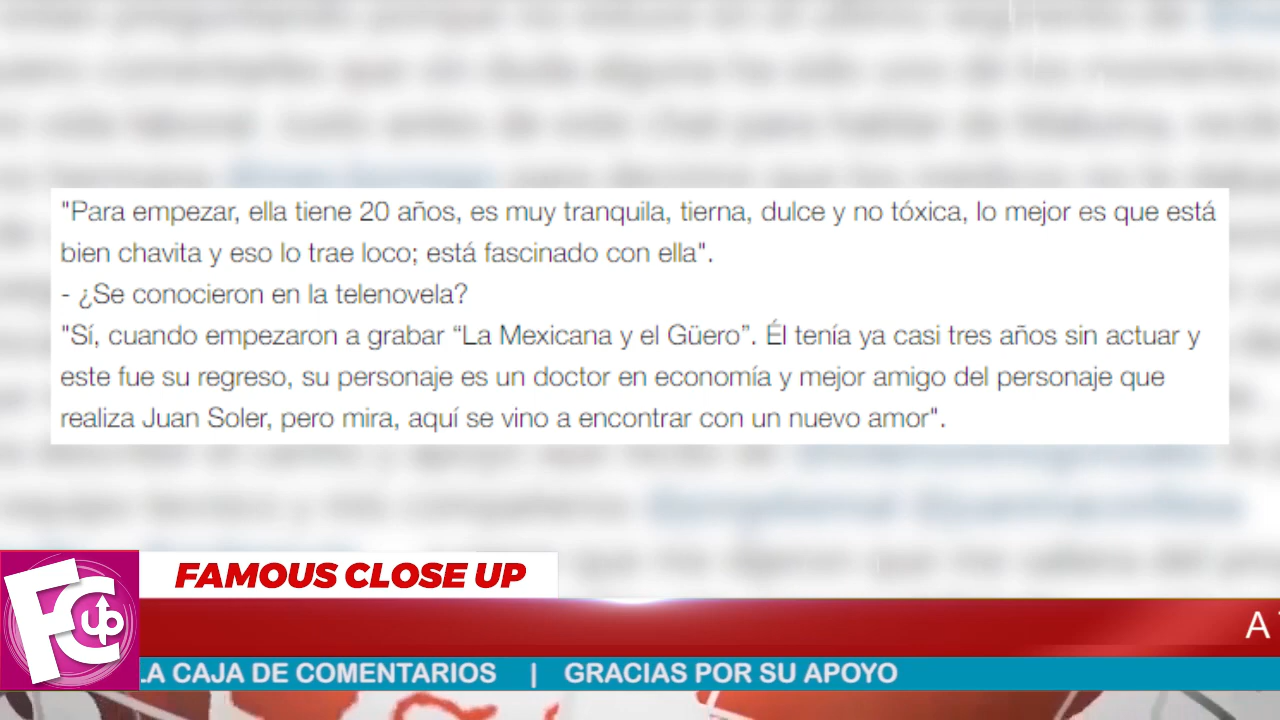 "Para empezar, ella tiene 20 años, es muy tranquila, tierna, dulce y no tóxica, lo mejor es que está
bien chavita y eso lo trae loco; está fascinado con ella".
- ¿Se conocieron en la telenovela?
"Sí, cuando empezaron a grabar “La Mexicana y el Güero”. Él tenía ya casi tres años sin actuar y
este fue su regreso, su personaje es un doctor en economía y mejor amigo del personaje que
realiza Juan Soler, pero mira, aquí se vino a encontrar con un nuevo amor".
FAMOUS CLOSE UP
FC up
A
LA CAJA DE COMENTARIOS | GRACIAS POR SU APOYO